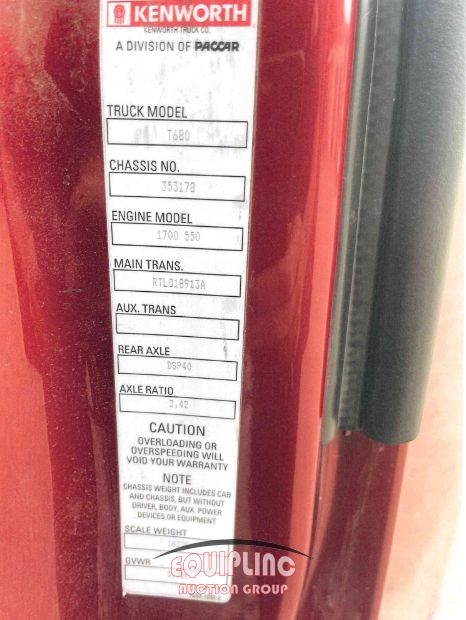 KENWORTH
KENWORTH TRUCK CO.
A DIVISION OF PACCAR
TRUCK MODEL
T680
CHASSIS NO.
353178
ENGINE MODEL
1700 550
MAIN TRANS.
RTLO18913A
AUX. TRANS
REAR AXLE
DSP40
AXLE RATIO
3.42
CAUTION
OVERLOADING OR
OVERSPEEDING WILL
VOID YOUR WARRANTY
NOTE
CHASSIS WEIGHT INCLUDES CAB
AND CHASSIS, BUT WITHOUT
DRIVER, BODY, AUX. POWER
DEVICES OR EQUIPMENT
SCALE WEIGHT
GVWR
EQUIPLINC
AUCTION GROUP